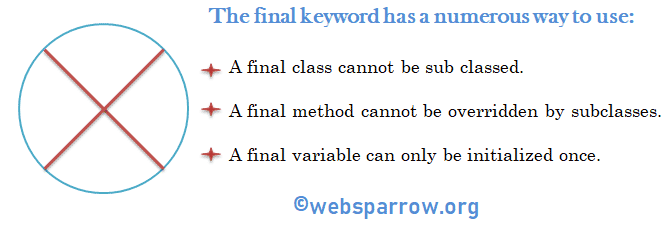 The final keyword has a numerous way to use:
A final class cannot be sub classed.
A final method cannot be overridden by subclasses.
A final variable can only be initialized once.
©websparrow.org